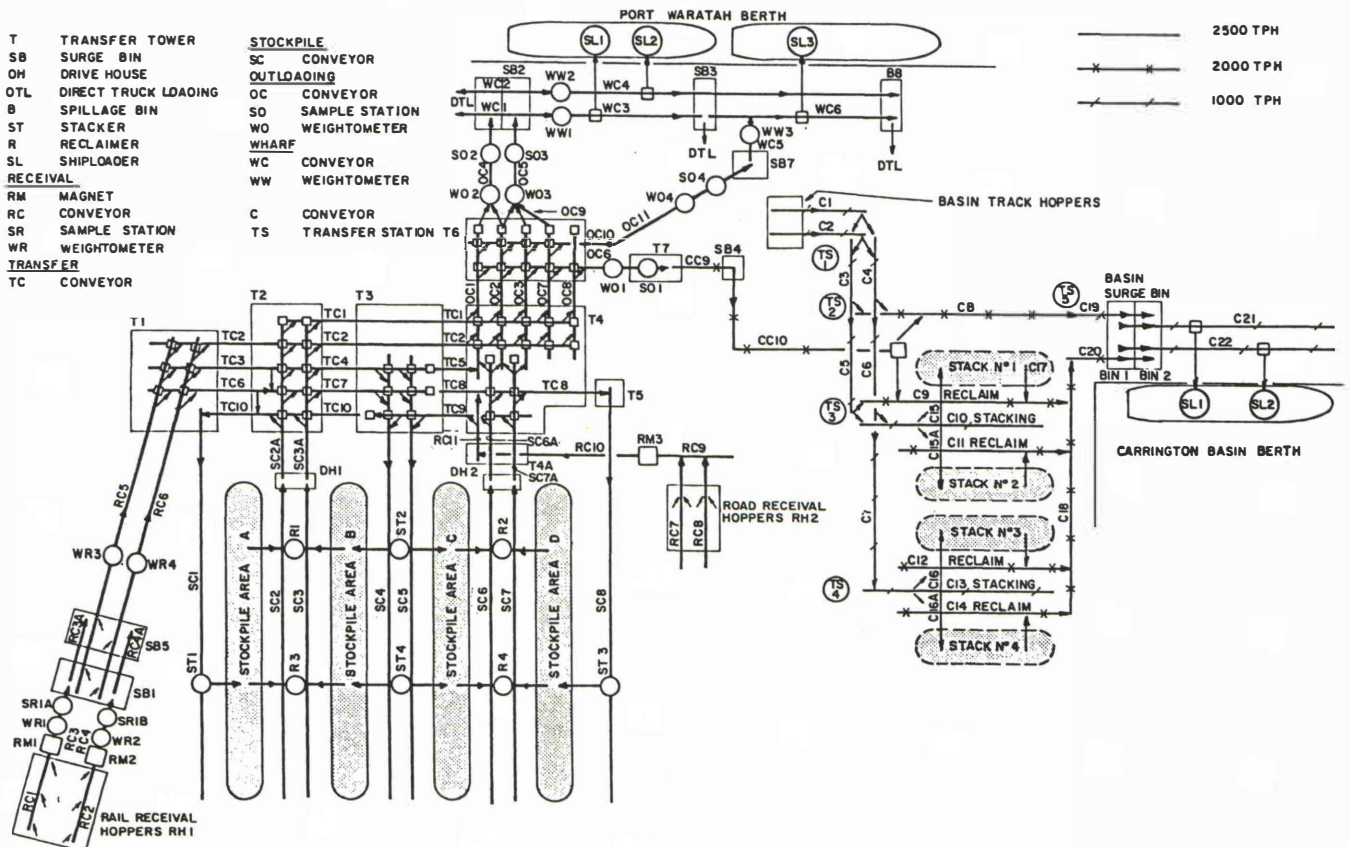 T TRANSFER TOWER
SB SURGE BIN
OH DRIVE HOUSE
OTL DIRECT TRUCK LOADING
B SPILLAGE BIN
ST STACKER
R RECLAIMER
SL SHIPLOADER
RECEIVAL
RM MAGNET
RC CONVEYOR
SR SAMPLE STATION
WR WEIGHTOMETER
TRANSFER
TC CONVEYOR
STOCKPILE
SC CONVEYOR
OUTLOADING
OC CONVEYOR
SO SAMPLE STATION
WO WEIGHTOMETER
WHARF
WC CONVEYOR
WW WEIGHTOMETER
C CONVEYOR
TS TRANSFER STATION
PORT WARATAH BERTH
SL1
SL2
SL3
2500 TPH
2000 TPH
1000 TPH
SB2
WW2
WC2
WC4
SB3
B8
DTL
WC1
WC3
WC6
WW1
WW3
WC5
DTL
DTL
SB7
SO2
SO3
OC4
OC5
SO4
WO2
WO3
WO4
OC9
OC11
T6
OC10
OC6
T7
CC9
SB4
WO1
SO1
CC10
BASIN TRACK HOPPERS
C1
C2
TS 1
C3
C4
TS 2
C5
C6
C8
TS 5
C19
BASIN SURGE BIN
C21
C22
C20
BIN 1
BIN 2
SL1
SL2
CARRINGTON BASIN BERTH
STACK Nº1
C17
C9
RECLAIM
C15
TS 3
C10 STACKING
C15A
C11 RECLAIM
STACK Nº2
C18
C7
STACK Nº3
C12
RECLAIM
C16
TS 4
C13 STACKING
C16A
C14 RECLAIM
STACK Nº4
OC1
OC2
OC3
OC7
OC8
T1
T2
T3
T4
TC2
TC1
TC1
TC3
TC2
TC2
TC4
TC5
TC6
TC7
TC8
TC8
T5
TC10
TC10
TC9
RC11
SC6A
SC2A
SC3A
RC10
RM3
RC9
DH1
DH2
T4A
SC7A
RC7
RC8
ROAD RECEIVAL
HOPPERS RH2
RC5
RC6
WR3
WR4
SC1
STOCKPILE AREA A
R1
STOCKPILE AREA B
ST2
STOCKPILE AREA C
R2
STOCKPILE AREA D
SC2
SC3
SC4
SC5
SC6
SC7
SC8
ST1
R3
ST4
R4
ST3
RC3A
RC4A
SB5
SB1
SR1A
SR1B
WR1
WR2
RC3
RC4
RM1
RM2
RC1
RC2
RAIL RECEIVAL
HOPPERS RH1